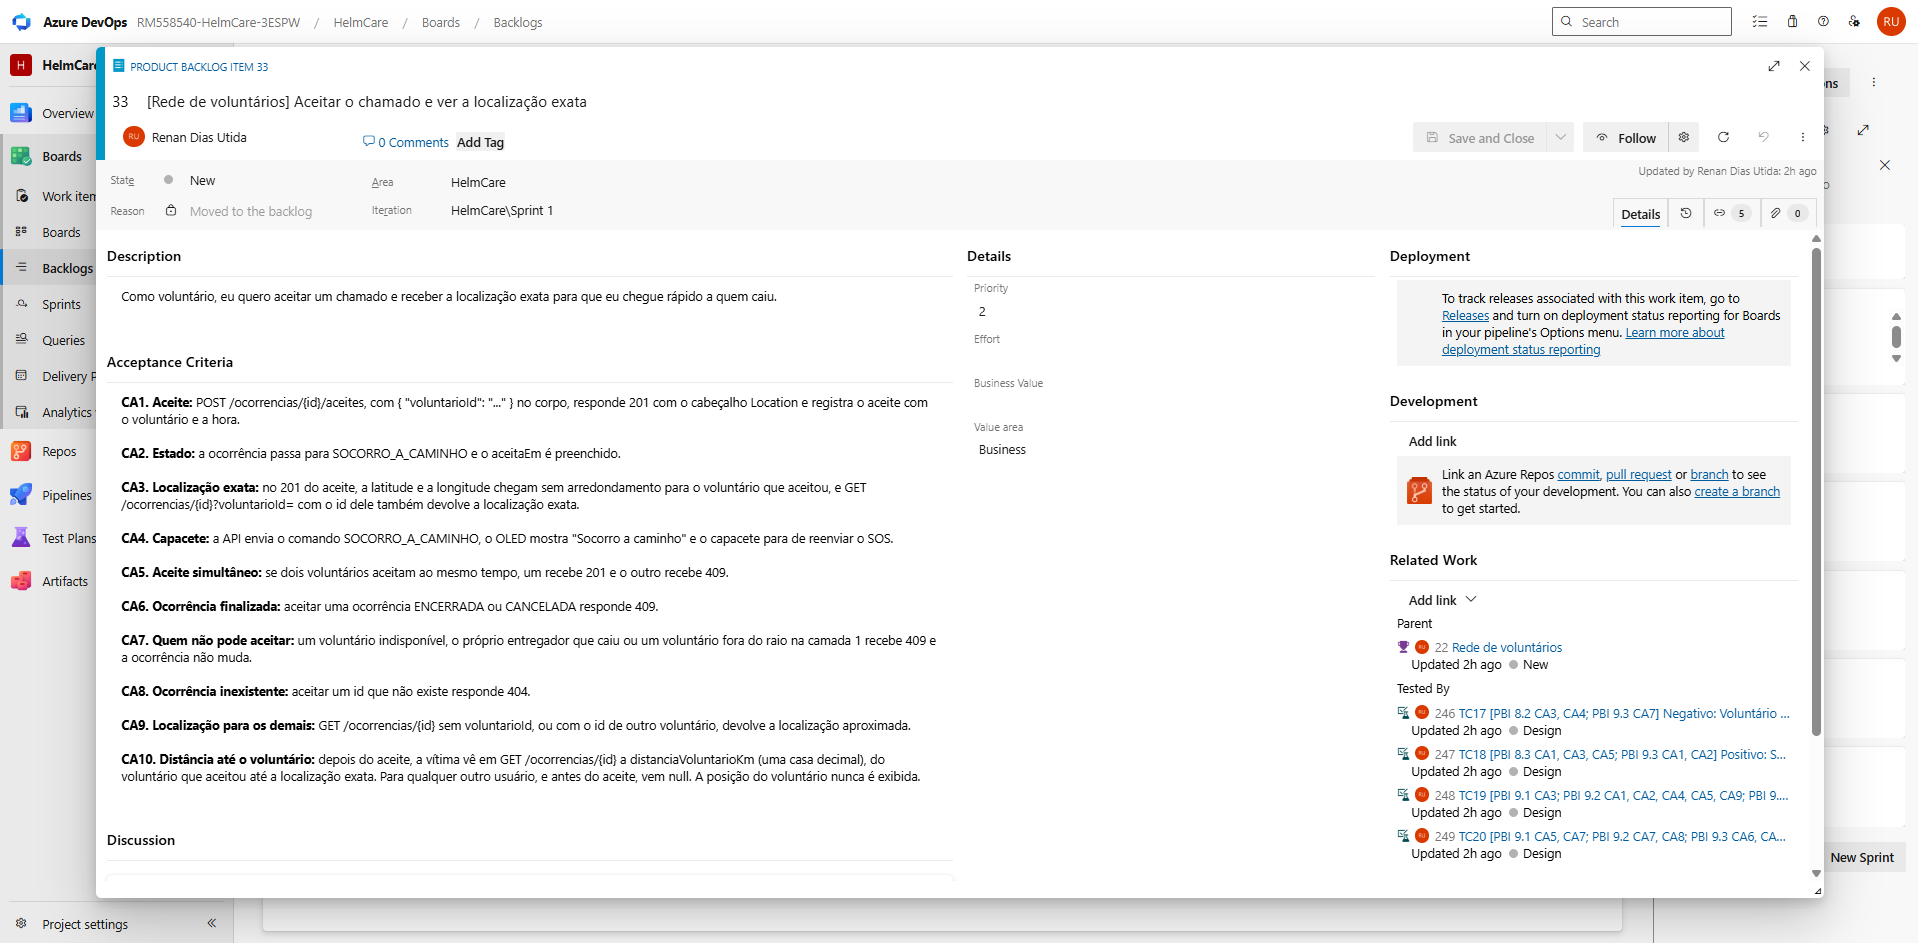 Azure DevOps RM558540-HelmCare-3ESPW / HelmCare / Boards / Backlogs
Search
RU
H HelmCare
PRODUCT BACKLOG ITEM 33
33 [Rede de voluntários] Aceitar o chamado e ver a localização exata
RU Renan Dias Utida
0 Comments Add Tag
Save and Close
Follow
State New
Area HelmCare
Updated by Renan Dias Utida: 2h ago
Reason Moved to the backlog
Iteration HelmCare\Sprint 1
Details 5 0
Overview
Boards
Work item
Boards
Backlogs
Sprints
Queries
Delivery P
Analytics
Repos
Pipelines
Test Plans
Artifacts
Project settings
Description
Como voluntário, eu quero aceitar um chamado e receber a localização exata para que eu chegue rápido a quem caiu.
Acceptance Criteria
CA1. Aceite: POST /ocorrencias/{id}/aceites, com { "voluntarioId": "..." } no corpo, responde 201 com o cabeçalho Location e registra o aceite com
o voluntário e a hora.
CA2. Estado: a ocorrência passa para SOCORRO_A_CAMINHO e o aceitaEm é preenchido.
CA3. Localização exata: no 201 do aceite, a latitude e a longitude chegam sem arredondamento para o voluntário que aceitou, e GET
/ocorrencias/{id}?voluntarioId= com o id dele também devolve a localização exata.
CA4. Capacete: a API envia o comando SOCORRO_A_CAMINHO, o OLED mostra "Socorro a caminho" e o capacete para de reenviar o SOS.
CA5. Aceite simultâneo: se dois voluntários aceitam ao mesmo tempo, um recebe 201 e o outro recebe 409.
CA6. Ocorrência finalizada: aceitar uma ocorrência ENCERRADA ou CANCELADA responde 409.
CA7. Quem não pode aceitar: um voluntário indisponível, o próprio entregador que caiu ou um voluntário fora do raio na camada 1 recebe 409 e
a ocorrência não muda.
CA8. Ocorrência inexistente: aceitar um id que não existe responde 404.
CA9. Localização para os demais: GET /ocorrencias/{id} sem voluntarioId, ou com o id de outro voluntário, devolve a localização aproximada.
CA10. Distância até o voluntário: depois do aceite, a vítima vê em GET /ocorrencias/{id} a distanciaVoluntarioKm (uma casa decimal), do
voluntário que aceitou até a localização exata. Para qualquer outro usuário, e antes do aceite, vem null. A posição do voluntário nunca é exibida.
Discussion
Details
Priority
2
Effort
Business Value
Value area
Business
Deployment
To track releases associated with this work item, go to
Releases and turn on deployment status reporting for Boards
in your pipeline's Options menu. Learn more about
deployment status reporting
Development
Add link
Link an Azure Repos commit, pull request or branch to see
the status of your development. You can also create a branch
to get started.
Related Work
Add link
Parent
RU 22 Rede de voluntários
Updated 2h ago New
Tested By
RU 246 TC17 [PBI 8.2 CA3, CA4; PBI 9.3 CA7] Negativo: Voluntário ...
Updated 2h ago Design
RU 247 TC18 [PBI 8.3 CA1, CA3, CA5; PBI 9.3 CA1, CA2] Positivo: S...
Updated 2h ago Design
RU 248 TC19 [PBI 9.1 CA3; PBI 9.2 CA1, CA2, CA4, CA5, CA9; PBI 9....
Updated 2h ago Design
RU 249 TC20 [PBI 9.1 CA5, CA7; PBI 9.2 CA7, CA8; PBI 9.3 CA6, CA...
Updated 2h ago Design
ns
New Sprint